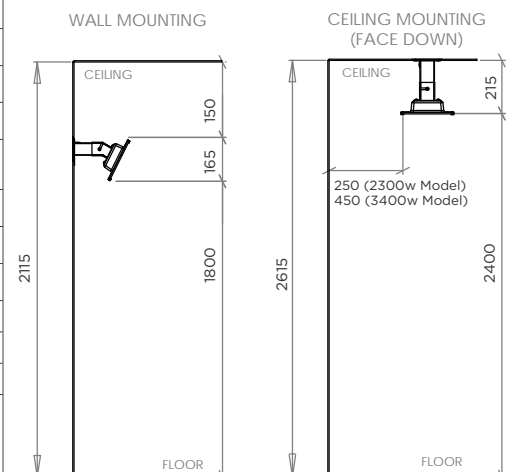 WALL MOUNTING
CEILING
150
165
2115
1800
FLOOR
CEILING MOUNTING
(FACE DOWN)
CEILING
215
250 (2300w Model)
450 (3400w Model)
2615
2400
FLOOR